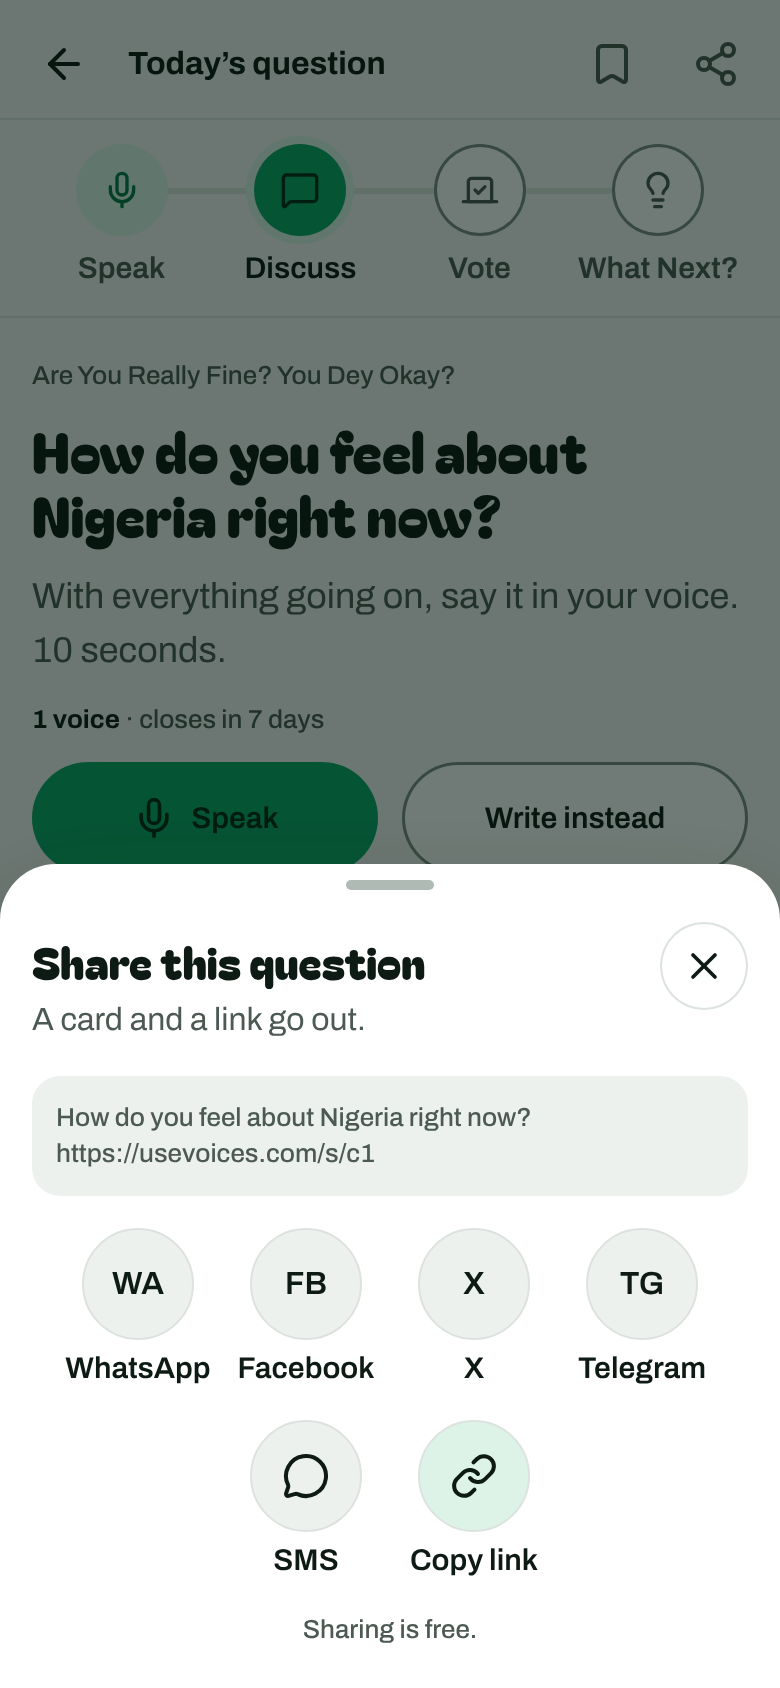 Today’s question
Speak
Discuss
Vote
What Next?
Are You Really Fine? You Dey Okay?
How do you feel about
Nigeria right now?
With everything going on, say it in your voice.
10 seconds.
1 voice · closes in 7 days
Speak
Write instead
Share this question
A card and a link go out.
How do you feel about Nigeria right now?
https://usevoices.com/s/c1
WA
FB
X
TG
WhatsApp
Facebook
X
Telegram
SMS
Copy link
Sharing is free.